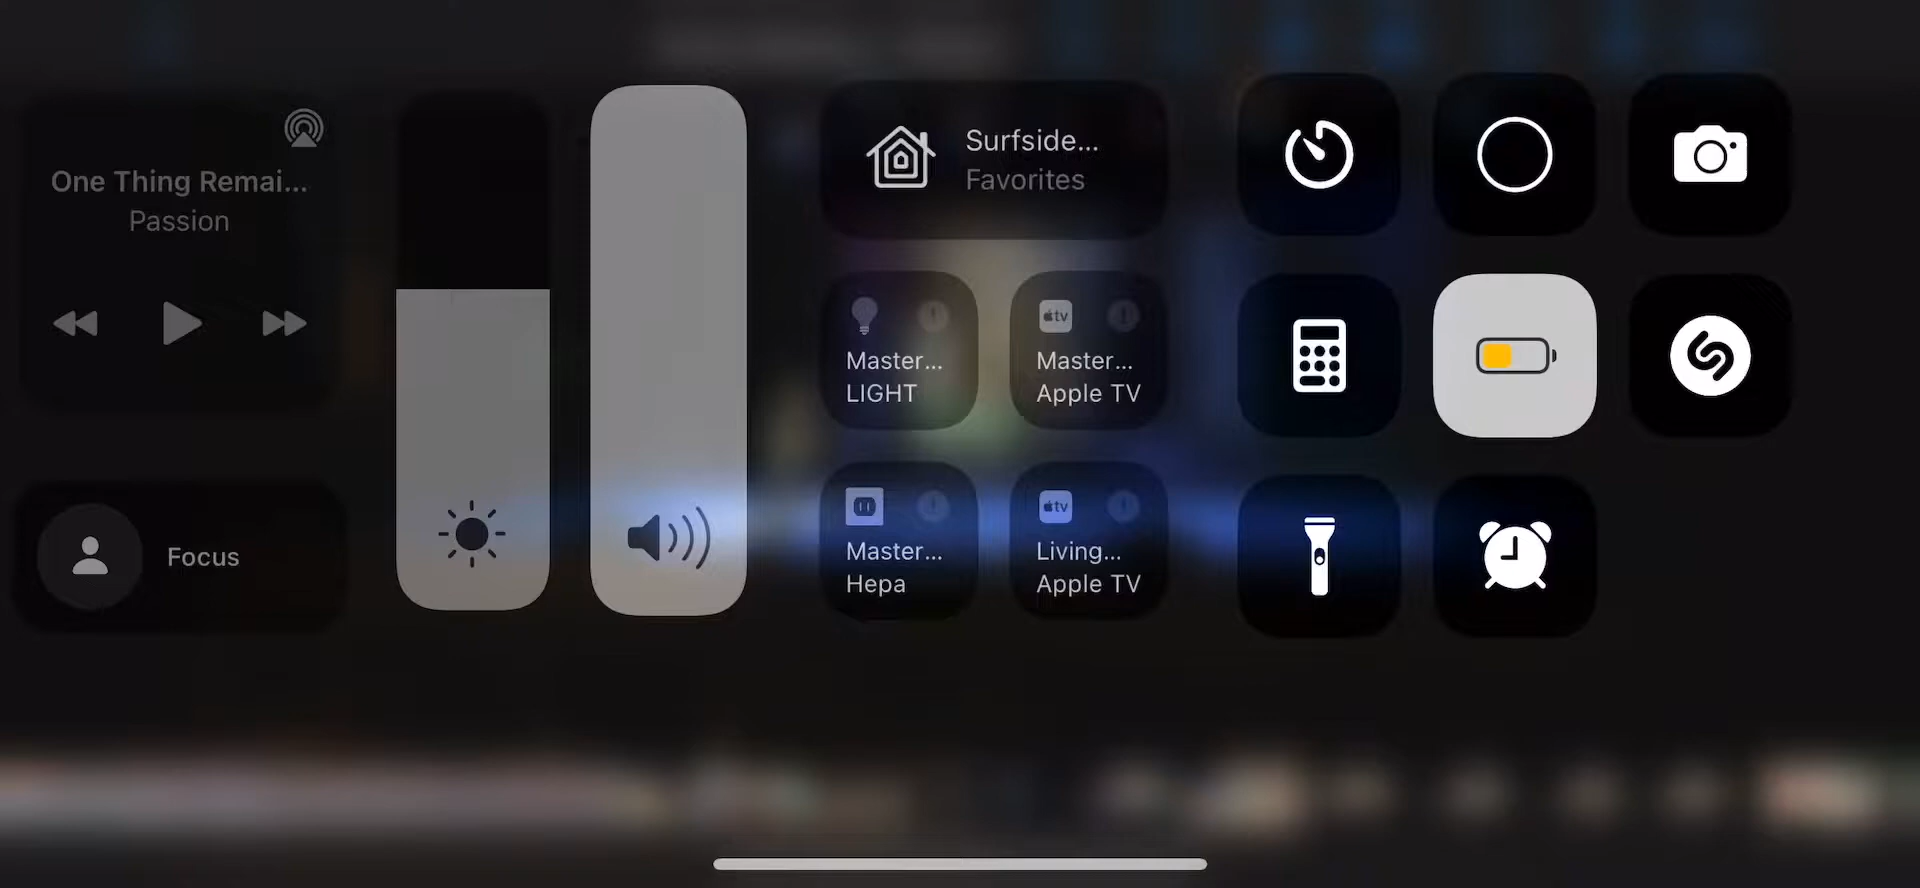 One Thing Remai...
Passion
Focus
Surfside...
Favorites
Master...
LIGHT
tv
Master...
Apple TV
Master...
Hepa
tv
Living...
Apple TV